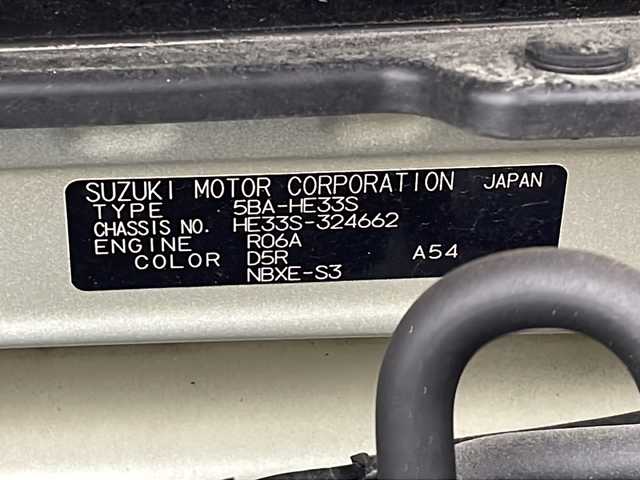 SUZUKI MOTOR CORPORATION JAPAN
TYPE 5BA-HE33S
CHASSIS NO. HE33S-324662
ENGINE R06A
COLOR D5R A54
NBXE-S3